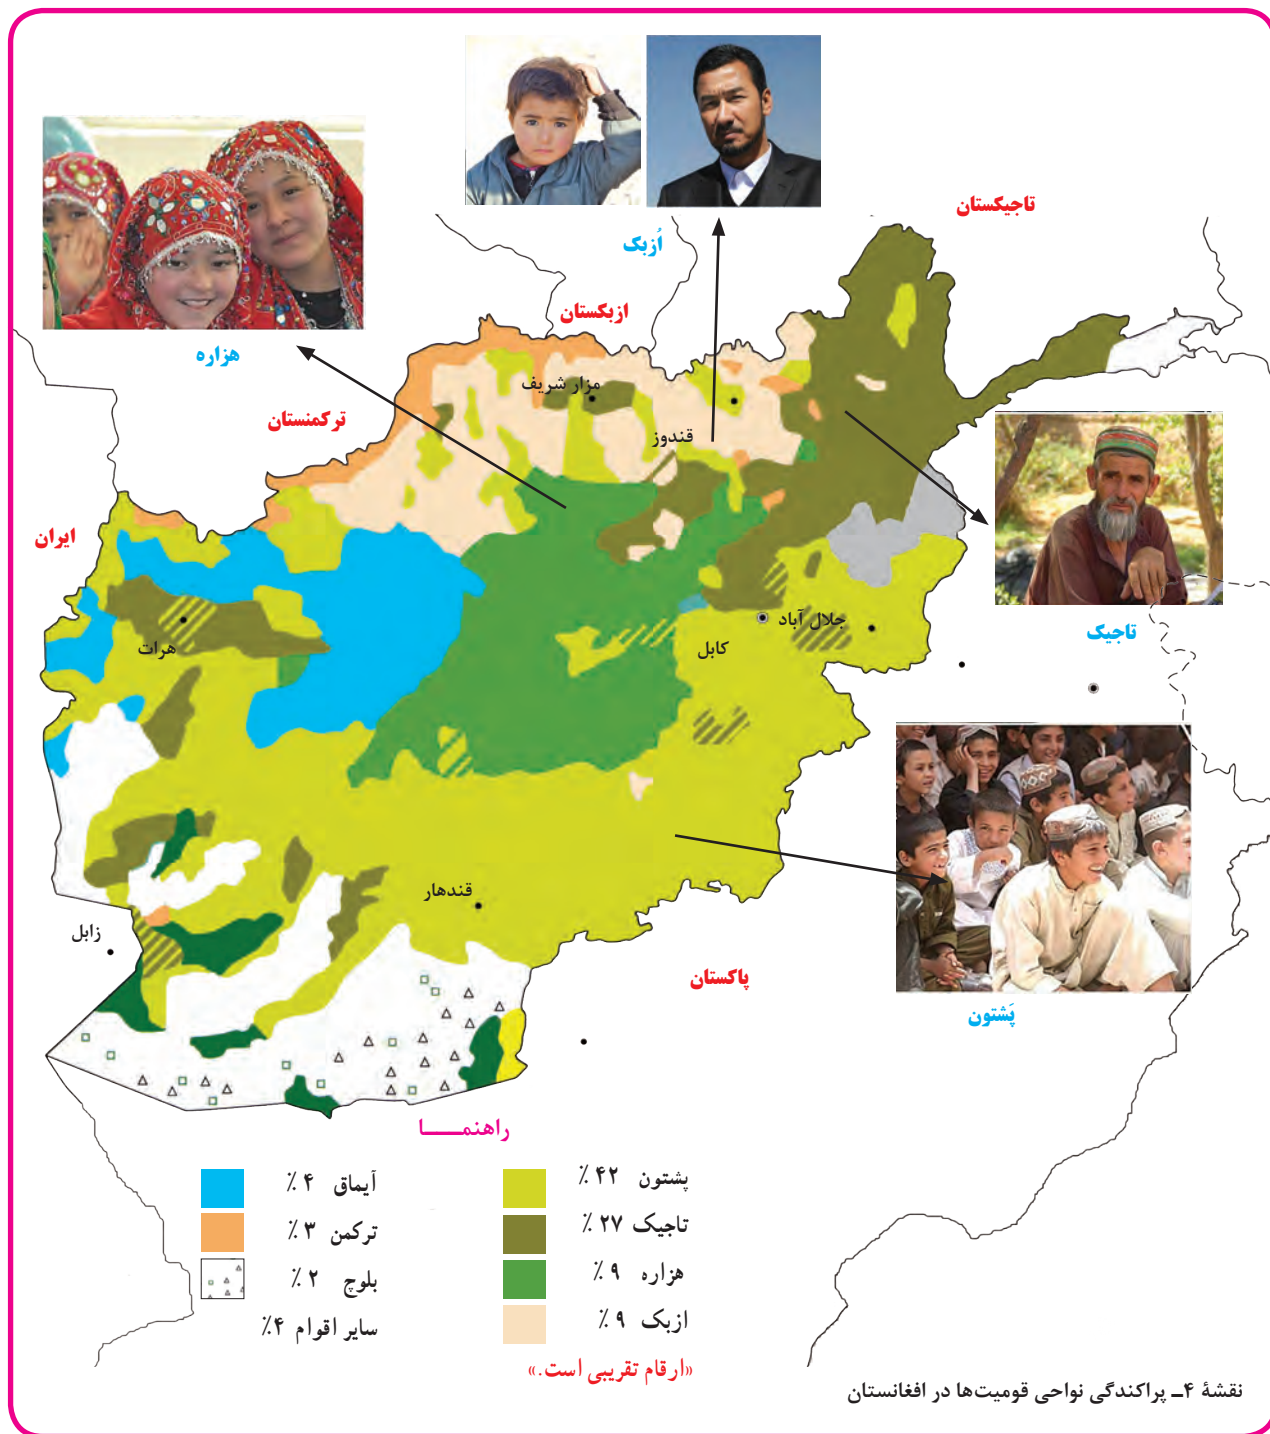 تاجیکستان
اُزبک
ازبکستان
هزاره
مزار شریف
ترکمنستان
قندوز
ایران
تاجیک
جلال آباد
کابل
هرات
قندهار
زابل
پاکستان
پَشتون
راهنمـــــا
پشتون ۴۲ ٪
تاجیک ۲۷ ٪
هزاره ۹ ٪
ازبک ۹ ٪
آیماق ۴ ٪
ترکمن ۳ ٪
بلوچ ۲ ٪
سایر اقوام ۴٪
«ارقام تقریبی است.»
نقشهٔ ۴ــ پراکندگی نواحی قومیت‌ها در افغانستان